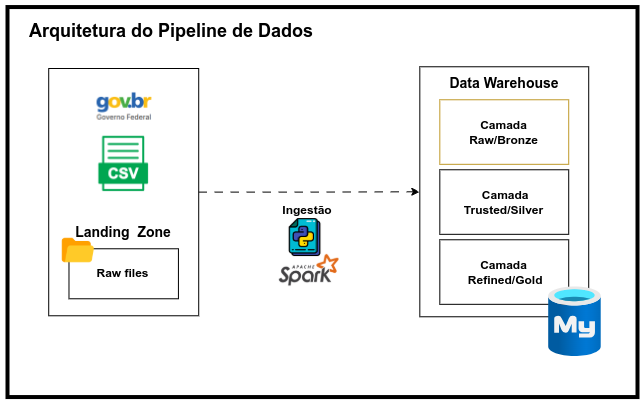 Arquitetura do Pipeline de Dados
gov.br
Governo Federal
CSV
Landing Zone
Raw files
Ingestão
APACHE
Spark
Data Warehouse
Camada
Raw/Bronze
Camada
Trusted/Silver
Camada
Refined/Gold
My